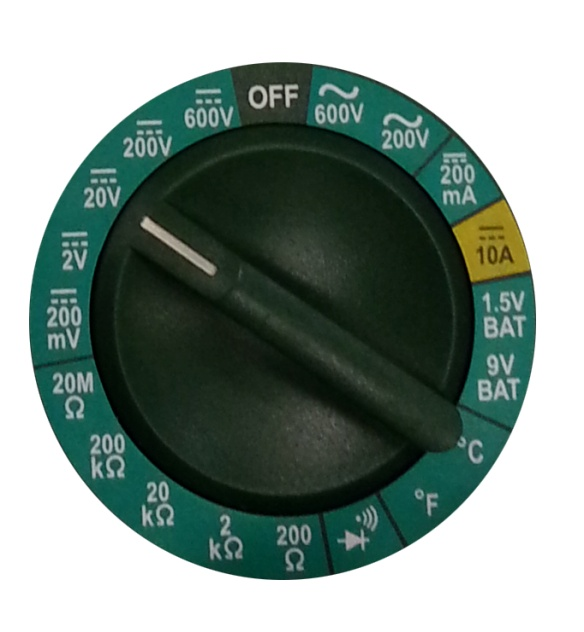 OFF
600V
200V
200
mA
10A
1.5V
BAT
9V
BAT
°C
°F
200
Ω
2
kΩ
20
kΩ
200
kΩ
20M
Ω
200
mV
2V
20V
200V
600V